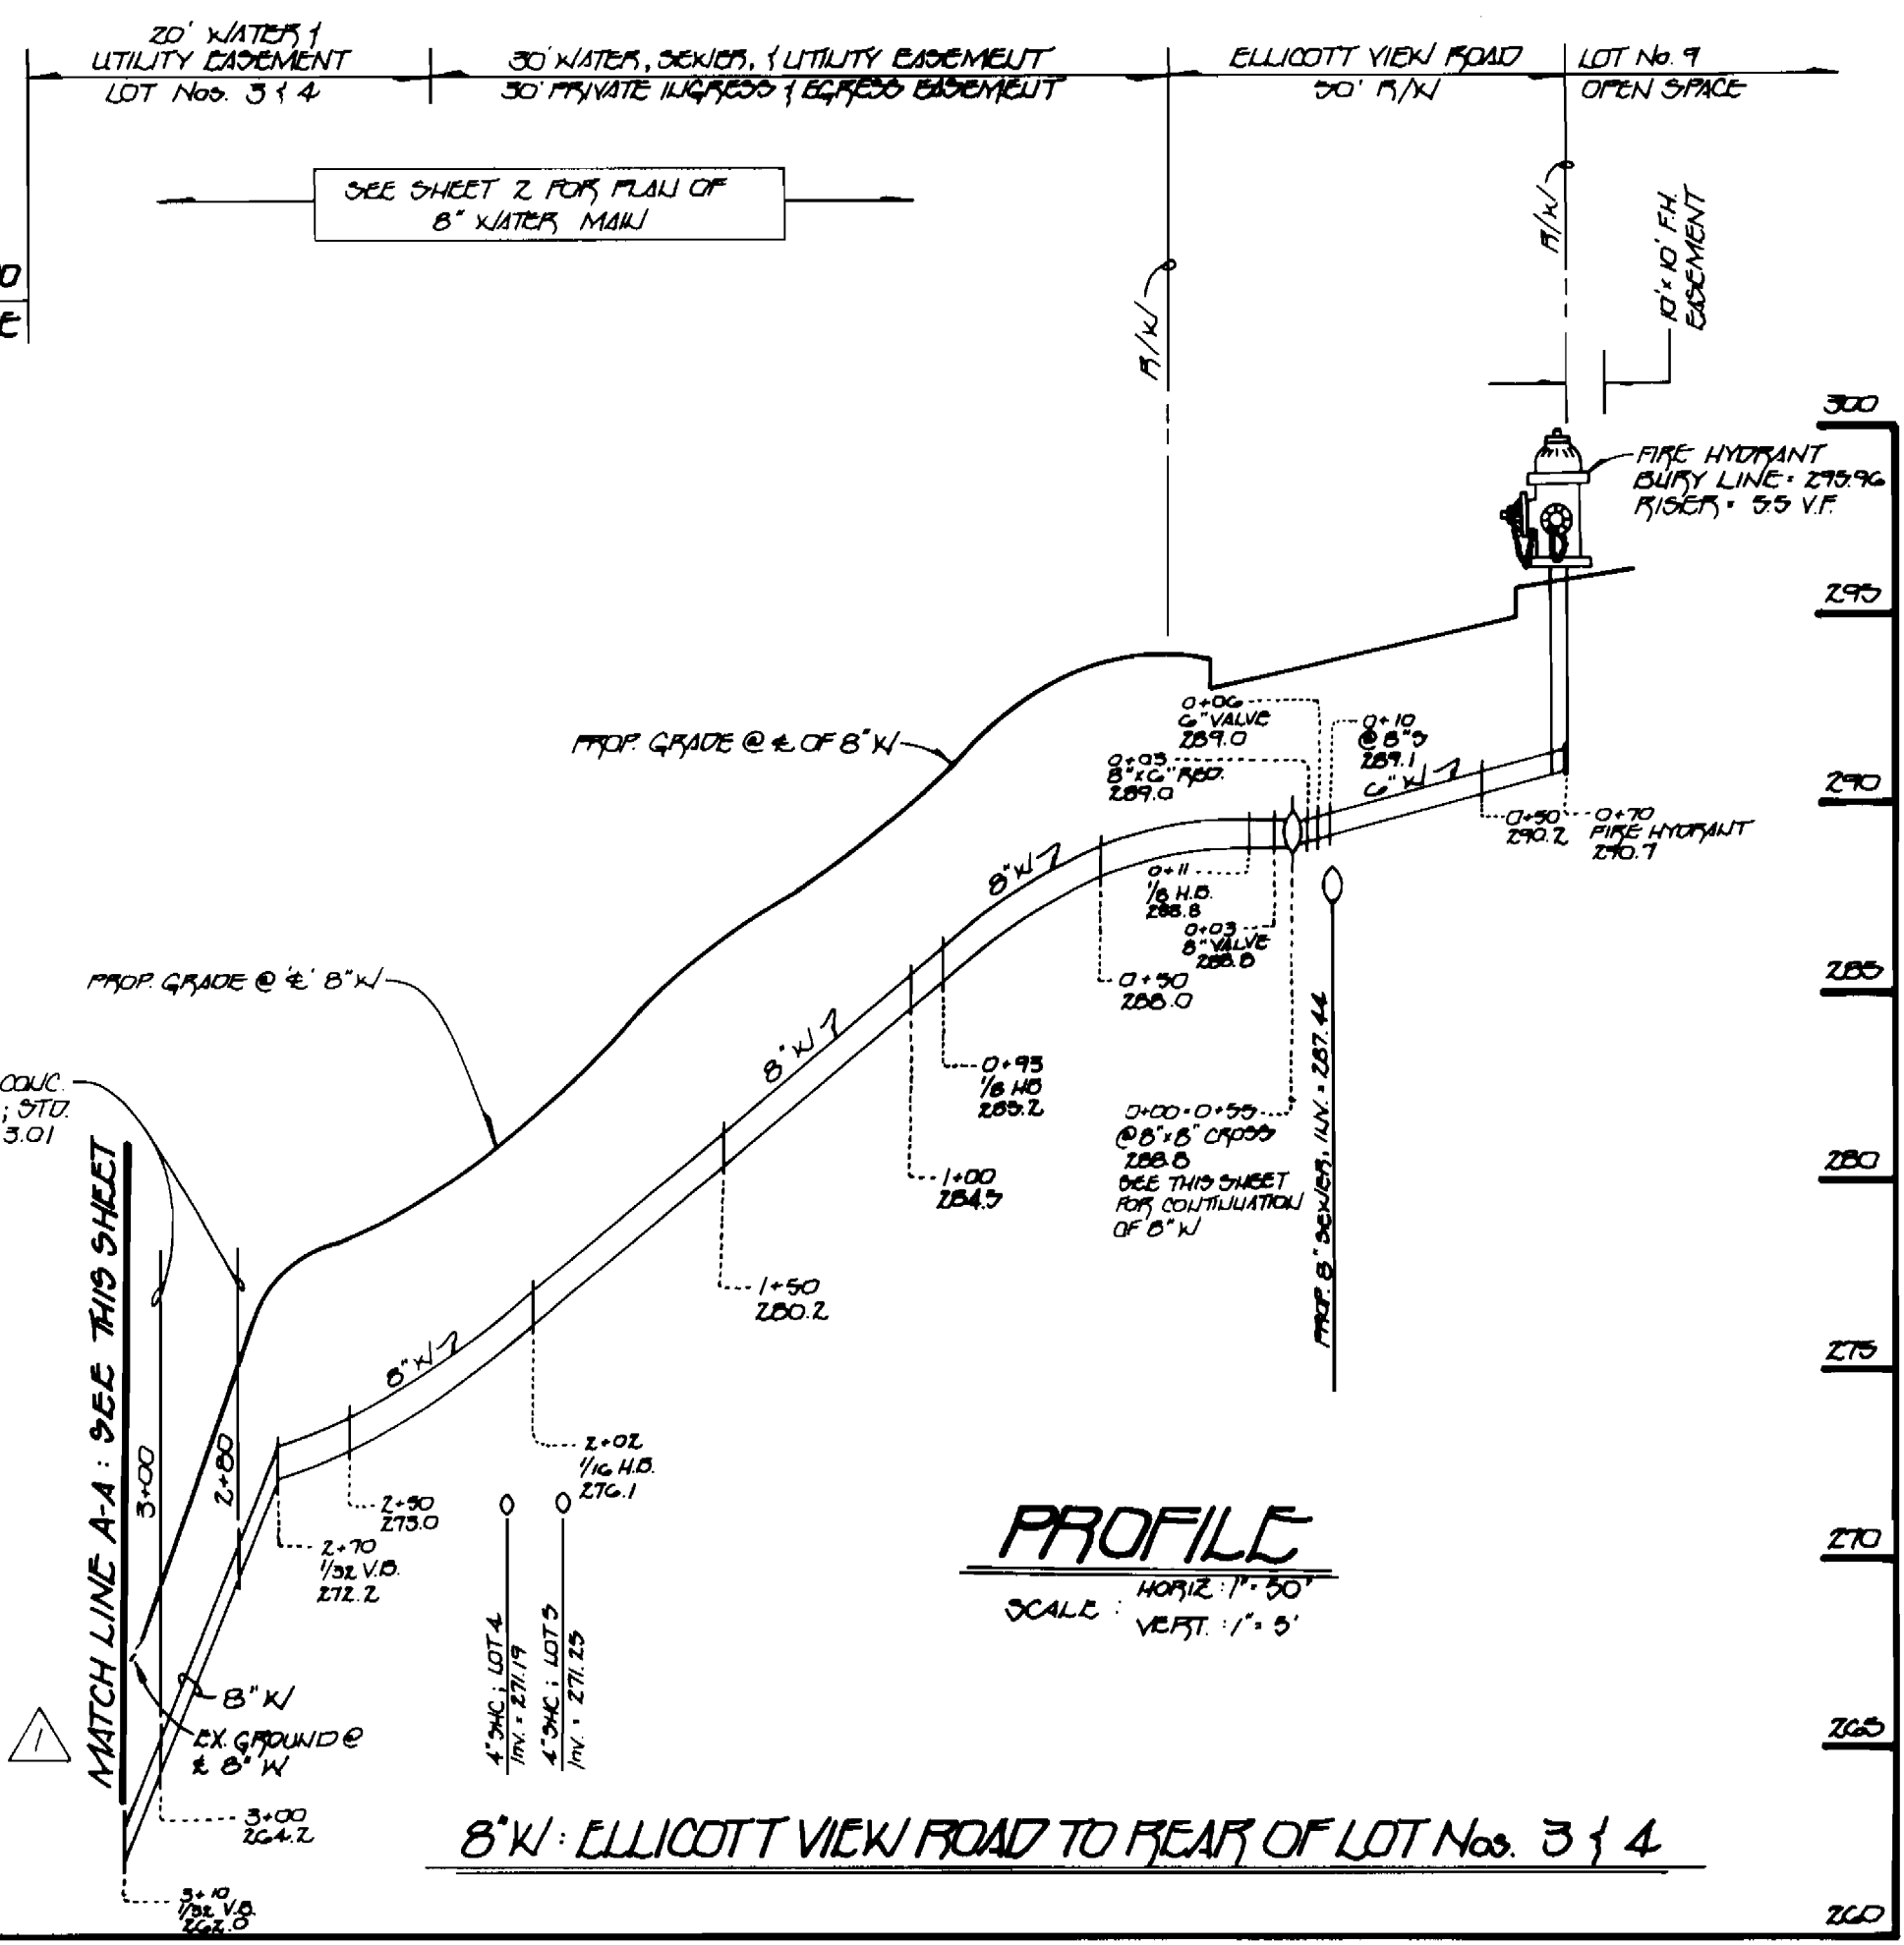 20' WATER &
UTILITY EASEMENT
LOT Nos. 3 & 4
30' WATER, SEWER, & UTILITY EASEMENT
30' PRIVATE INGRESS & EGRESS EASEMENT
ELLICOTT VIEW ROAD
50' R/W
LOT No. 9
OPEN SPACE
SEE SHEET 2 FOR PLAN OF
8" WATER MAIN
R/W
R/W
10' x 10' F.H.
EASEMENT
300
FIRE HYDRANT
BURY LINE = 295.96
RISER = 5.5 V.F.
295
PROP. GRADE @ ℄ OF 8" W
0+06
6" VALVE
289.0
0+03
8" x 6" RED.
289.0
0+10
@ 8" S
289.1
6" W
290
0+50
290.2
0+70
FIRE HYDRANT
290.7
8" W
0+11
1/8 H.B.
288.8
0+03
8" VALVE
288.8
0+50
288.0
285
PROP. GRADE @ ℄ 8" W
8" W
0+93
1/8 HB
285.2
CONC.
; STD.
3.01
0+00 = 0+55
@ 8" x 8" CROSS
288.8
SEE THIS SHEET
FOR CONTINUATION
OF 8" W
PROP. 8" SEWER, INV. = 287.44
1+00
284.5
280
1+50
280.2
MATCH LINE A-A : SEE THIS SHEET
8" W
275
3+00
2+80
2+02
1/16 H.B.
276.1
2+50
273.0
2+70
1/32 V.B.
272.2
PROFILE
SCALE : HORIZ : 1" = 50'
VERT. : 1" = 5'
270
4" SHC ; LOT 4
Inv. = 271.19
4" SHC ; LOT 3
Inv. = 271.25
8" W
EX. GROUND @
℄ 8" W
1
265
3+00
264.2
8" W : ELLICOTT VIEW ROAD TO REAR OF LOT Nos. 3 & 4
3+10
1/32 V.B.
262.0
260